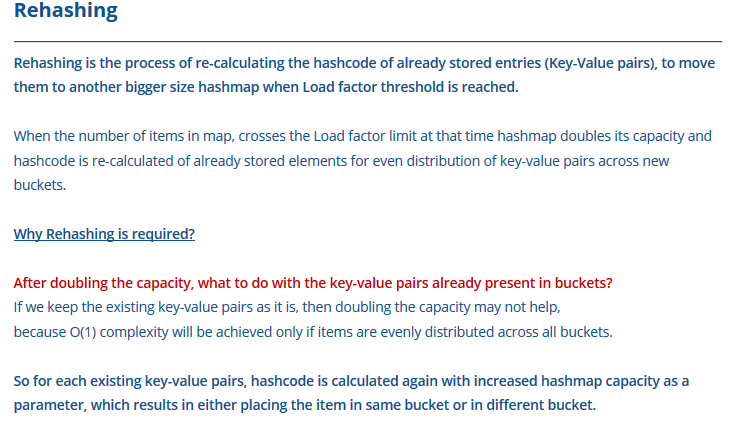 Rehashing
Rehashing is the process of re-calculating the hashcode of already stored entries (Key-Value pairs), to move
them to another bigger size hashmap when Load factor threshold is reached.
When the number of items in map, crosses the Load factor limit at that time hashmap doubles its capacity and
hashcode is re-calculated of already stored elements for even distribution of key-value pairs across new
buckets.
Why Rehashing is required?
After doubling the capacity, what to do with the key-value pairs already present in buckets?
If we keep the existing key-value pairs as it is, then doubling the capacity may not help,
because O(1) complexity will be achieved only if items are evenly distributed across all buckets.
So for each existing key-value pairs, hashcode is calculated again with increased hashmap capacity as a
parameter, which results in either placing the item in same bucket or in different bucket.